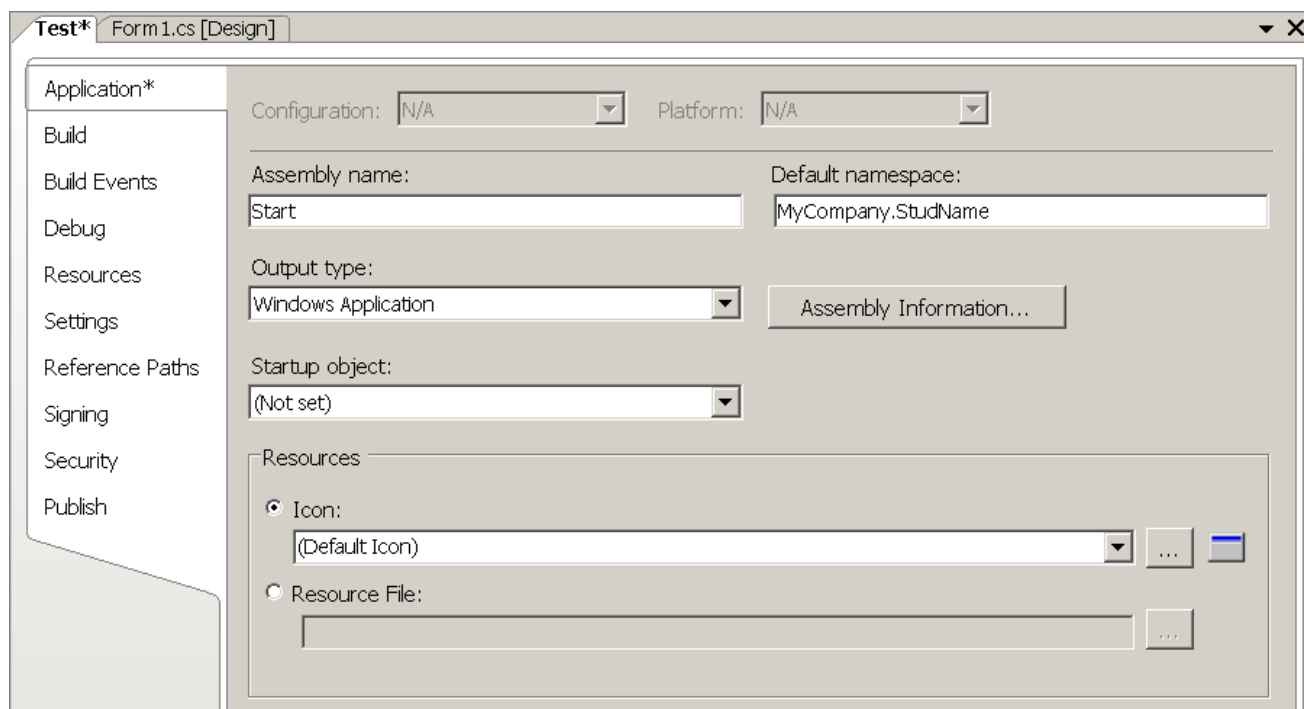 Test* Form1.cs [Design]
Application*
Build
Build Events
Debug
Resources
Settings
Reference Paths
Signing
Security
Publish
Configuration: N/A Platform: N/A
Assembly name: Default namespace:
Start MyCompany.StudName
Output type:
Windows Application Assembly Information...
Startup object:
(Not set)
Resources
Icon:
(Default Icon) ...
Resource File:
...